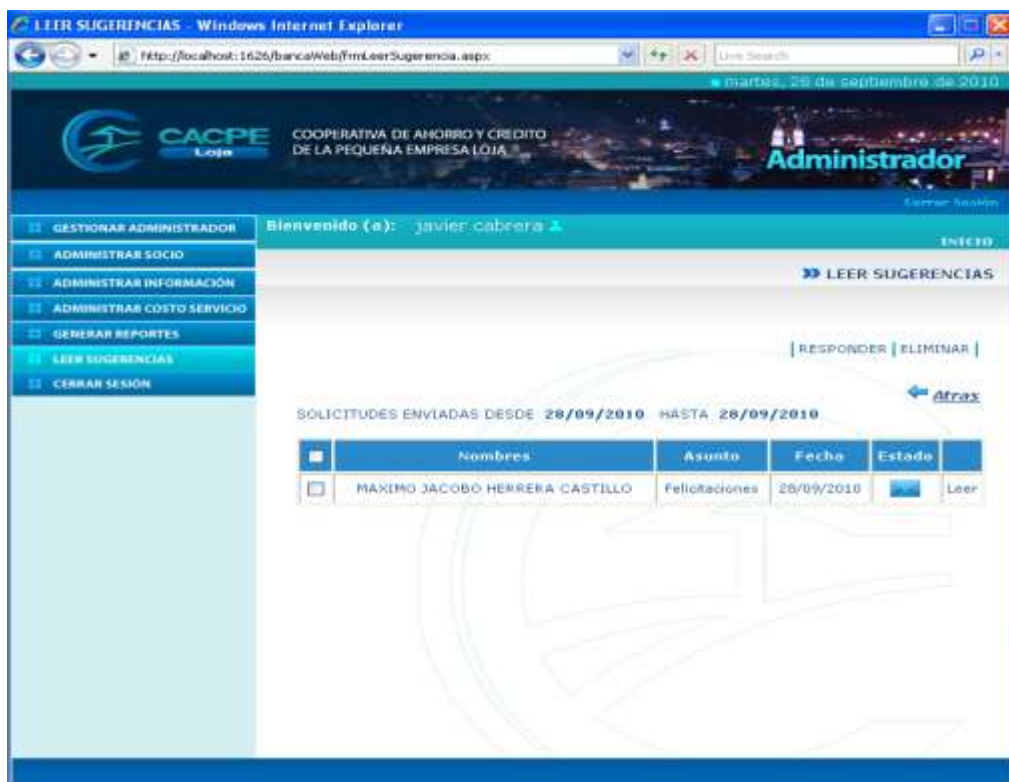 LEER SUGERENCIAS - Windows Internet Explorer
http://localhost:1626/bancaWeb/frmLeerSugerencia.aspx
Live Search
martes, 28 de septiembre de 2010
CACPE
Loja
COOPERATIVA DE AHORRO Y CREDITO
DE LA PEQUEÑA EMPRESA LOJA
Administrador
Cerrar Sesión
GESTIONAR ADMINISTRADOR
ADMINISTRAR SOCIO
ADMINISTRAR INFORMACIÓN
ADMINISTRAR COSTO SERVICIO
GENERAR REPORTES
LEER SUGERENCIAS
CERRAR SESIÓN
Bienvenido (a): javier cabrera
INICIO
LEER SUGERENCIAS
| RESPONDER | ELIMINAR |
Atras
SOLICITUDES ENVIADAS DESDE 28/09/2010 HASTA 28/09/2010
Nombres Asunto Fecha Estado
MAXIMO JACOBO HERRERA CASTILLO Felicitaciones 28/09/2010 Leer